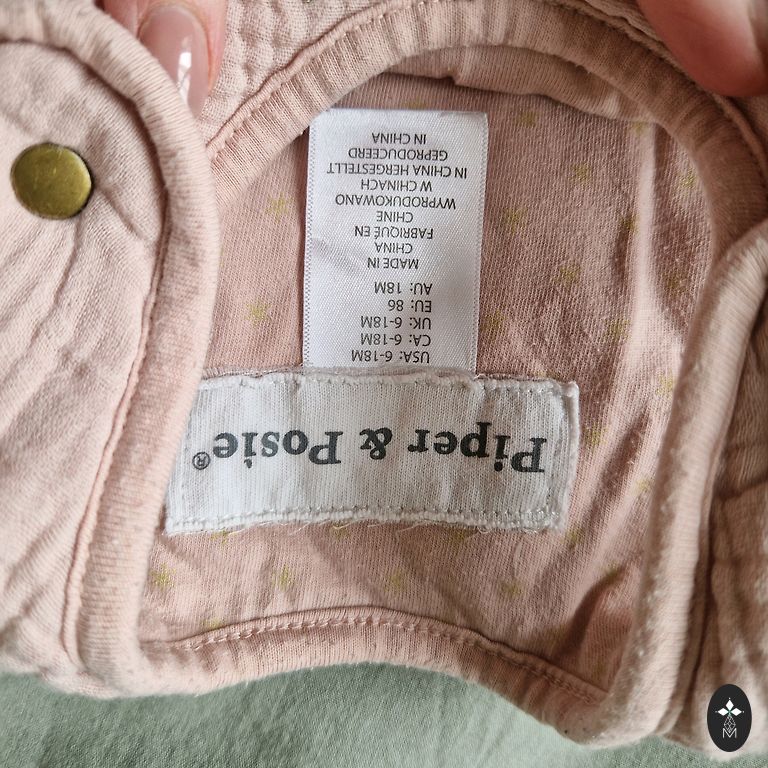 Piper & Posie®
USA: 6-18M
CA: 6-18M
UK: 6-18M
EU: 86
AU: 18M
MADE IN
CHINA
FABRIQUÉ EN
CHINE
WYPRODUKOWANO
W CHINACH
IN CHINA HERGESTELLT
GEPRODUCEERD
IN CHINA